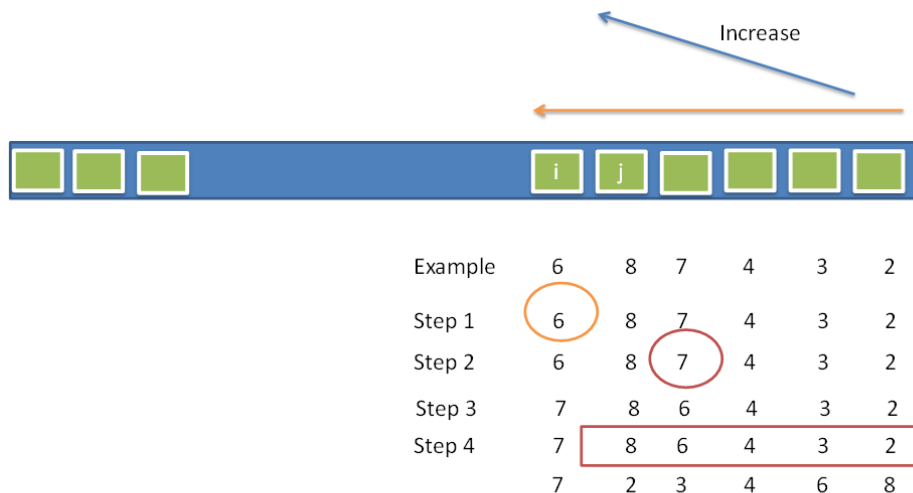 Increase
i j
Example 6 8 7 4 3 2
Step 1 6 8 7 4 3 2
Step 2 6 8 7 4 3 2
Step 3 7 8 6 4 3 2
Step 4 7 8 6 4 3 2
7 2 3 4 6 8